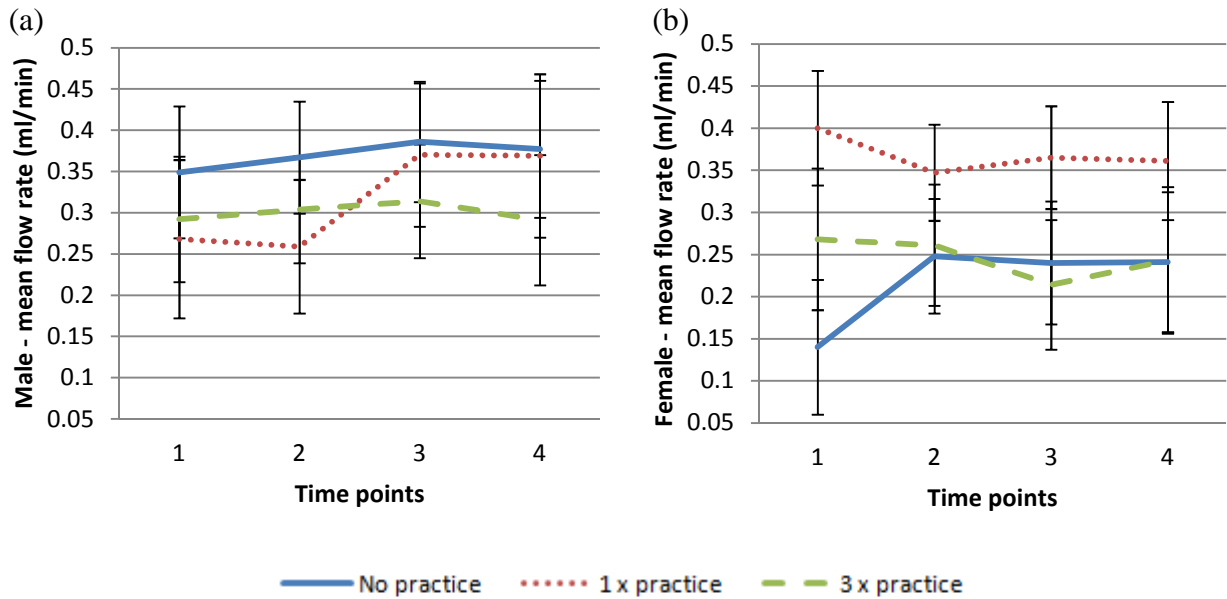 (a)
Male - mean flow rate (ml/min)
0.5
0.45
0.4
0.35
0.3
0.25
0.2
0.15
0.1
0.05
1 2 3 4
Time points
(b)
Female - mean flow rate (ml/min)
0.5
0.45
0.4
0.35
0.3
0.25
0.2
0.15
0.1
0.05
1 2 3 4
Time points
No practice 1 x practice 3 x practice